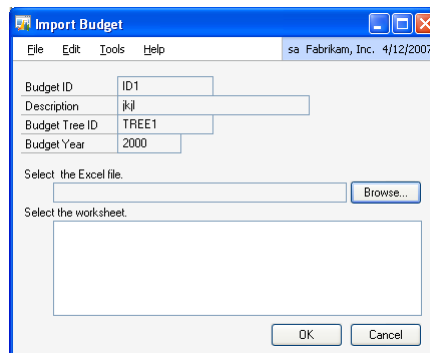 Import Budget
File Edit Tools Help sa Fabrikam, Inc. 4/12/2007
Budget ID ID1
Description jkjl
Budget Tree ID TREE1
Budget Year 2000
Select the Excel file.
Browse...
Select the worksheet.
OK Cancel